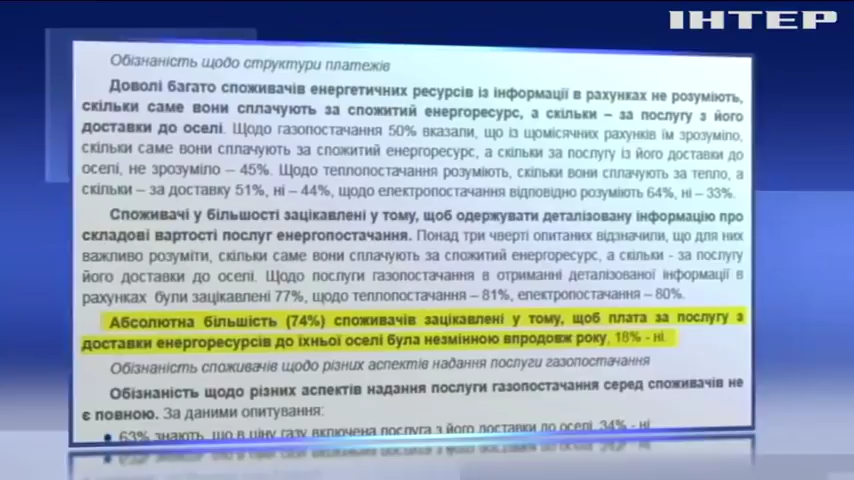 ІНТЕР
Обізнаність щодо структури платежів
Доволі багато споживачів енергетичних ресурсів із інформації в рахунках не розуміють,
скільки саме вони сплачують за спожитий енергоресурс, а скільки – за послугу з його
доставки до оселі. Щодо газопостачання 50% вказали, що із щомісячних рахунків їм зрозуміло,
скільки саме вони сплачують за спожитий енергоресурс, а скільки за послугу із його доставки до
оселі, не зрозуміло – 45%. Щодо теплопостачання розуміють, скільки вони сплачують за тепло, а
скільки – за доставку 51%, ні – 44%, щодо електропостачання відповідно розуміють 64%, ні – 33%.
Споживачі у більшості зацікавлені у тому, щоб одержувати деталізовану інформацію про
складові вартості послуг енергопостачання. Понад три чверті опитаних відзначили, що для них
важливо розуміти, скільки саме вони сплачують за спожитий енергоресурс, а скільки - за послугу
його доставки до оселі. Щодо послуги газопостачання в отриманні деталізованої інформації в
рахунках були зацікавлені 77%, щодо теплопостачання – 81%, електропостачання – 80%.
Абсолютна більшість (74%) споживачів зацікавлені у тому, щоб плата за послугу з
доставки енергоресурсів до їхньої оселі була незмінною впродовж року, 18% - ні.
Обізнаність споживачів щодо різних аспектів надання послуги газопостачання
Обізнаність щодо різних аспектів надання послуги газопостачання серед споживачів не
є повною. За даними опитування:
• 63% знають, що в ціну газу включена послуга з його доставки до оселі, 34% - ні